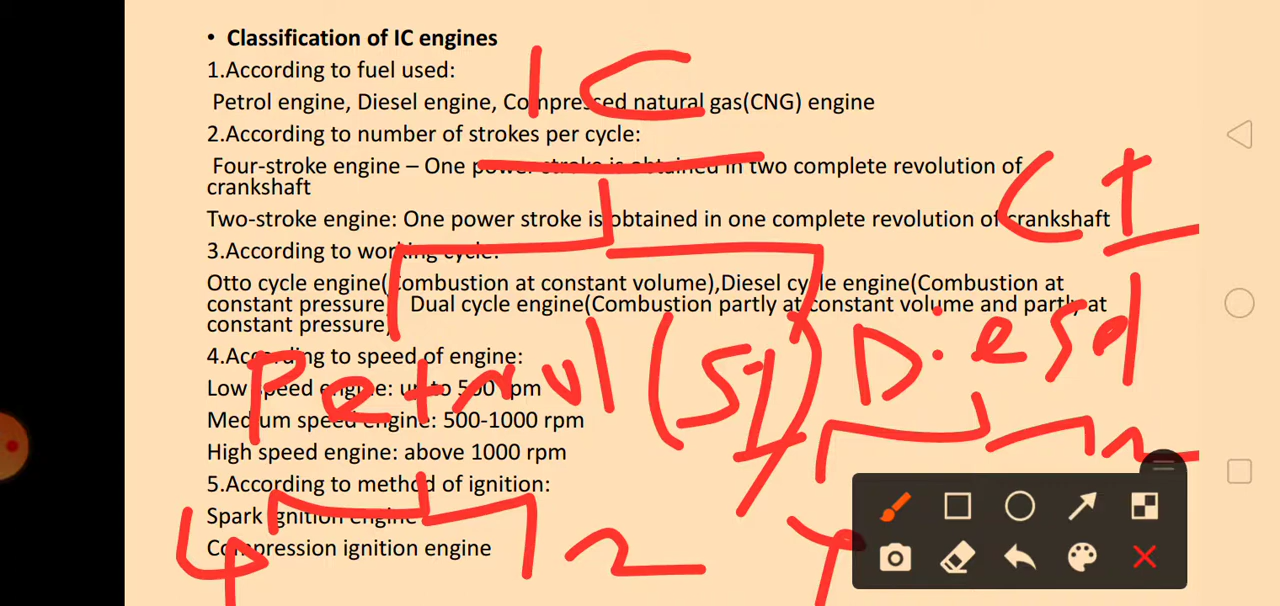 • Classification of IC engines
1.According to fuel used:
IC
Petrol engine, Diesel engine, Compressed natural gas(CNG) engine
2.According to number of strokes per cycle:
Four-stroke engine – One power stroke is obtained in two complete revolution of
crankshaft
CI
Two-stroke engine: One power stroke is obtained in one complete revolution of crankshaft
3.According to working cycle:
Otto cycle engine(Combustion at constant volume),Diesel cycle engine(Combustion at
constant pressure) Dual cycle engine(Combustion partly at constant volume and partly at
constant pressure)
4.According to speed of engine:
Petrol (SI) Diesel
Low speed engine: up to 500 rpm
Medium speed engine: 500-1000 rpm
High speed engine: above 1000 rpm
5.According to method of ignition:
Spark ignition engine
Compression ignition engine
4 2 4 2